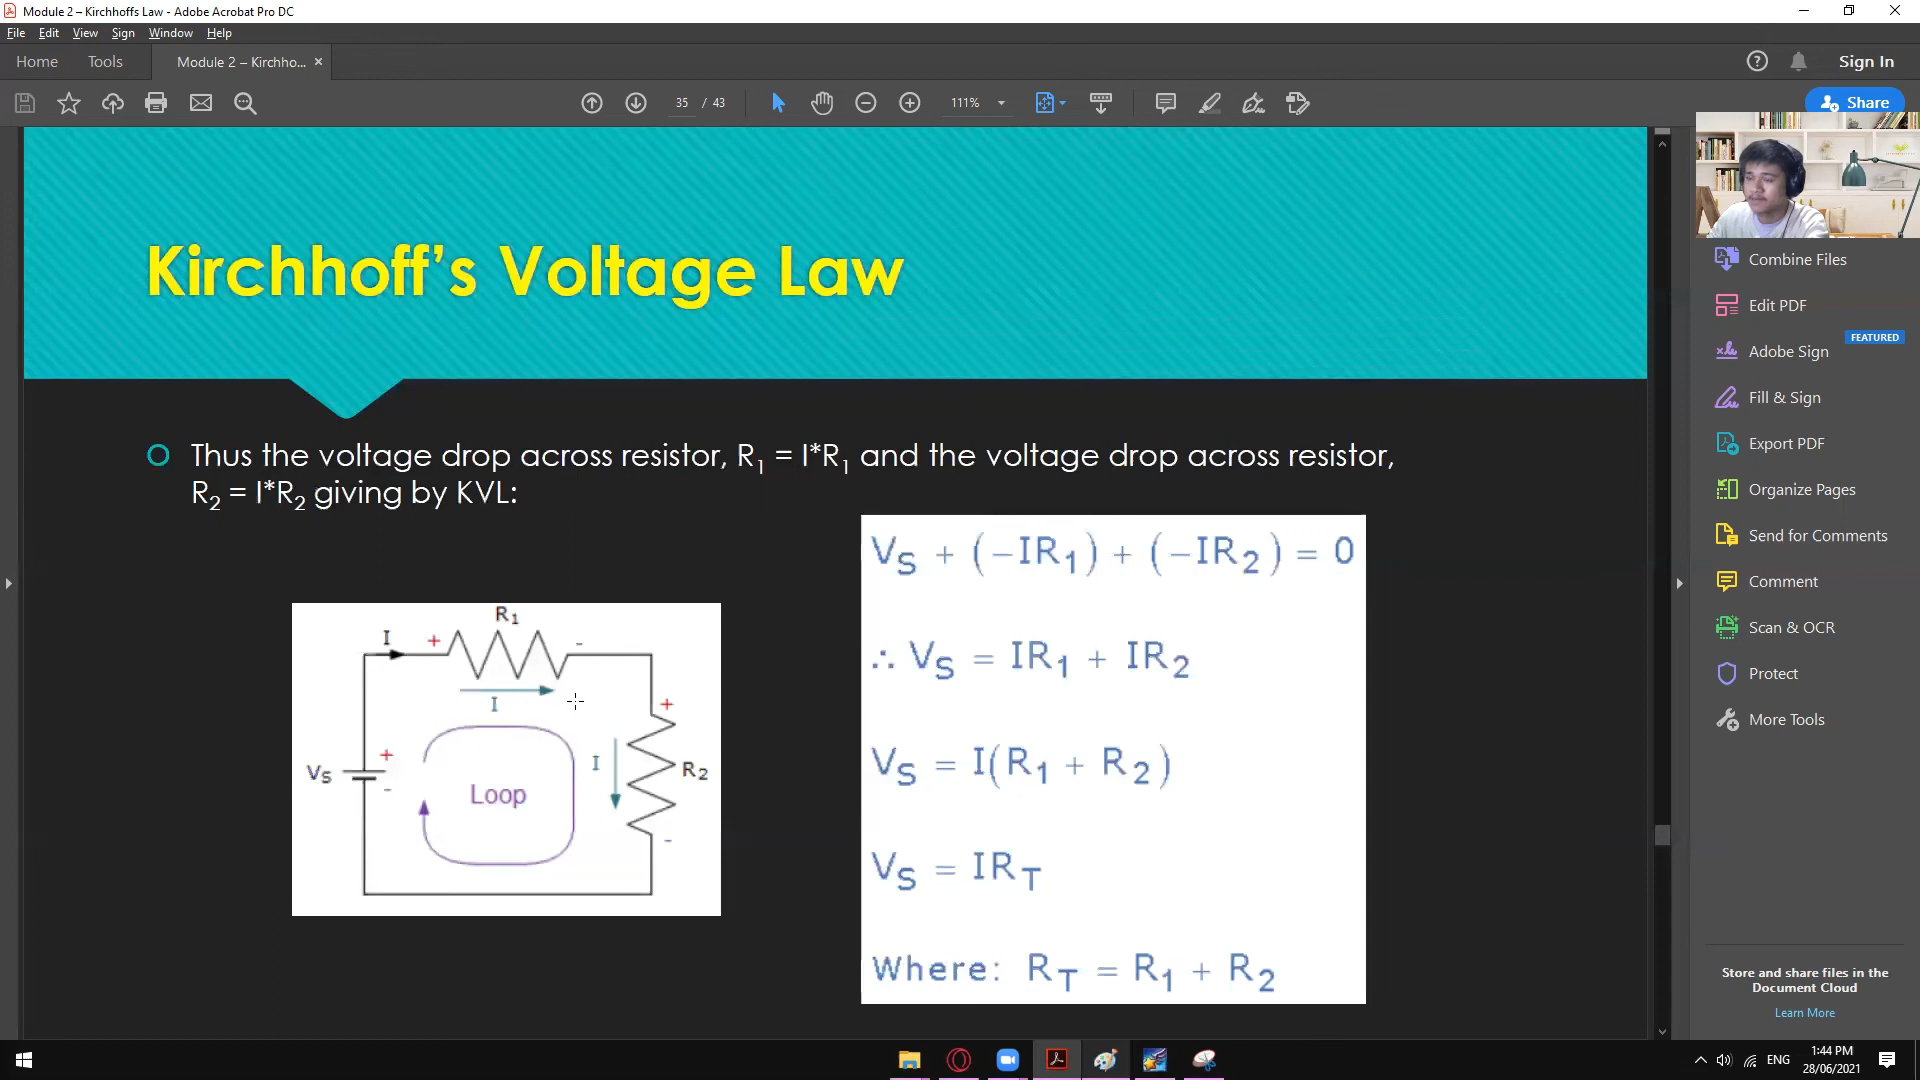 Module 2 – Kirchhoffs Law - Adobe Acrobat Pro DC
File Edit View Sign Window Help
Home Tools Module 2 – Kirchho... × Sign In
35 / 43 111% Share
Kirchhoff’s Voltage Law
Thus the voltage drop across resistor, R₁ = I*R₁ and the voltage drop across resistor,
R₂ = I*R₂ giving by KVL:
R₁
I + -
I
+
Vs + - Loop I R₂
-
Vs + (-IR₁) + (-IR₂) = 0
∴ Vs = IR₁ + IR₂
Vs = I(R₁ + R₂)
Vs = IR_T
Where: R_T = R₁ + R₂
Combine Files
Edit PDF
FEATURED
Adobe Sign
Fill & Sign
Export PDF
Organize Pages
Send for Comments
Comment
Scan & OCR
Protect
More Tools
Store and share files in the
Document Cloud
Learn More
ENG 1:44 PM
28/06/2021